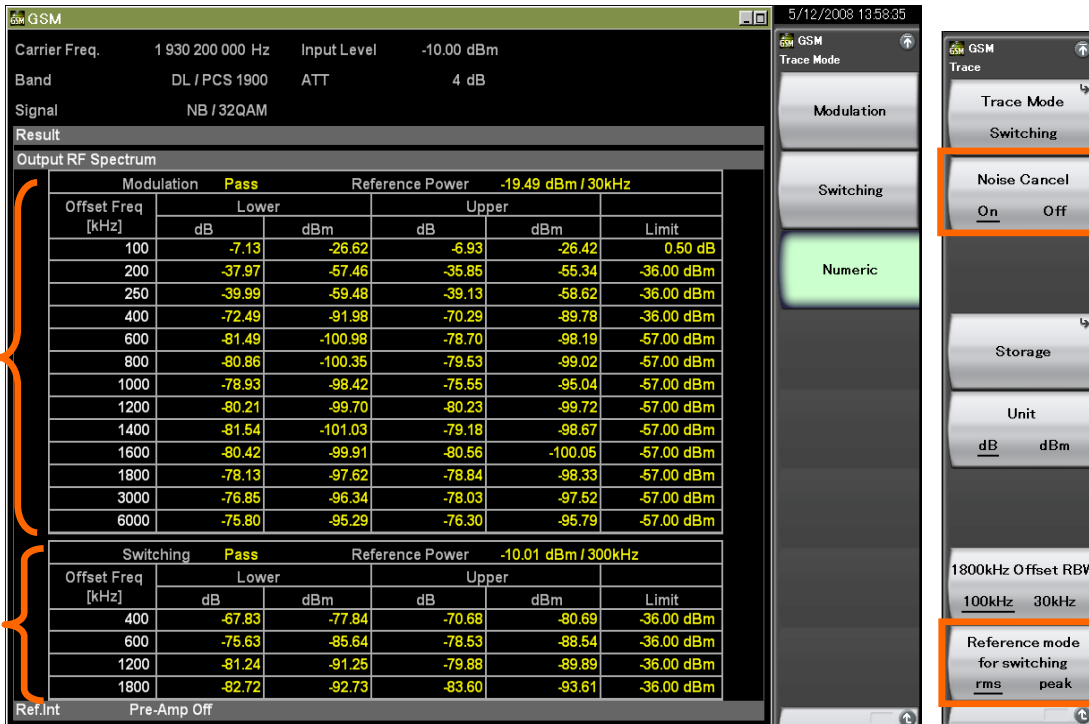 GSM
5/12/2008 13:58:35
Carrier Freq. 1 930 200 000 Hz Input Level -10.00 dBm
Band DL / PCS 1900 ATT 4 dB
Signal NB / 32QAM
Result
Output RF Spectrum
Modulation Pass Reference Power -19.49 dBm / 30kHz
Offset Freq Lower Upper
[kHz] dB dBm dB dBm Limit
100 -7.13 -26.62 -6.93 -26.42 0.50 dB
200 -37.97 -57.46 -35.85 -55.34 -36.00 dBm
250 -39.99 -59.48 -39.13 -58.62 -36.00 dBm
400 -72.49 -91.98 -70.29 -89.78 -36.00 dBm
600 -81.49 -100.98 -78.70 -98.19 -57.00 dBm
800 -80.86 -100.35 -79.53 -99.02 -57.00 dBm
1000 -78.93 -98.42 -75.55 -95.04 -57.00 dBm
1200 -80.21 -99.70 -80.23 -99.72 -57.00 dBm
1400 -81.54 -101.03 -79.18 -98.67 -57.00 dBm
1600 -80.42 -99.91 -80.56 -100.05 -57.00 dBm
1800 -78.13 -97.62 -78.84 -98.33 -57.00 dBm
3000 -76.85 -96.34 -78.03 -97.52 -57.00 dBm
6000 -75.80 -95.29 -76.30 -95.79 -57.00 dBm
Switching Pass Reference Power -10.01 dBm / 300kHz
Offset Freq Lower Upper
[kHz] dB dBm dB dBm Limit
400 -67.83 -77.84 -70.68 -80.69 -36.00 dBm
600 -75.63 -85.64 -78.53 -88.54 -36.00 dBm
1200 -81.24 -91.25 -79.88 -89.89 -36.00 dBm
1800 -82.72 -92.73 -83.60 -93.61 -36.00 dBm
Ref.Int Pre-Amp Off
GSM GSM
Trace Mode
Modulation
Switching
Numeric
GSM GSM
Trace
Trace Mode
Switching
Noise Cancel
On Off
Storage
Unit
dB dBm
1800kHz Offset RBW
100kHz 30kHz
Reference mode
for switching
rms peak